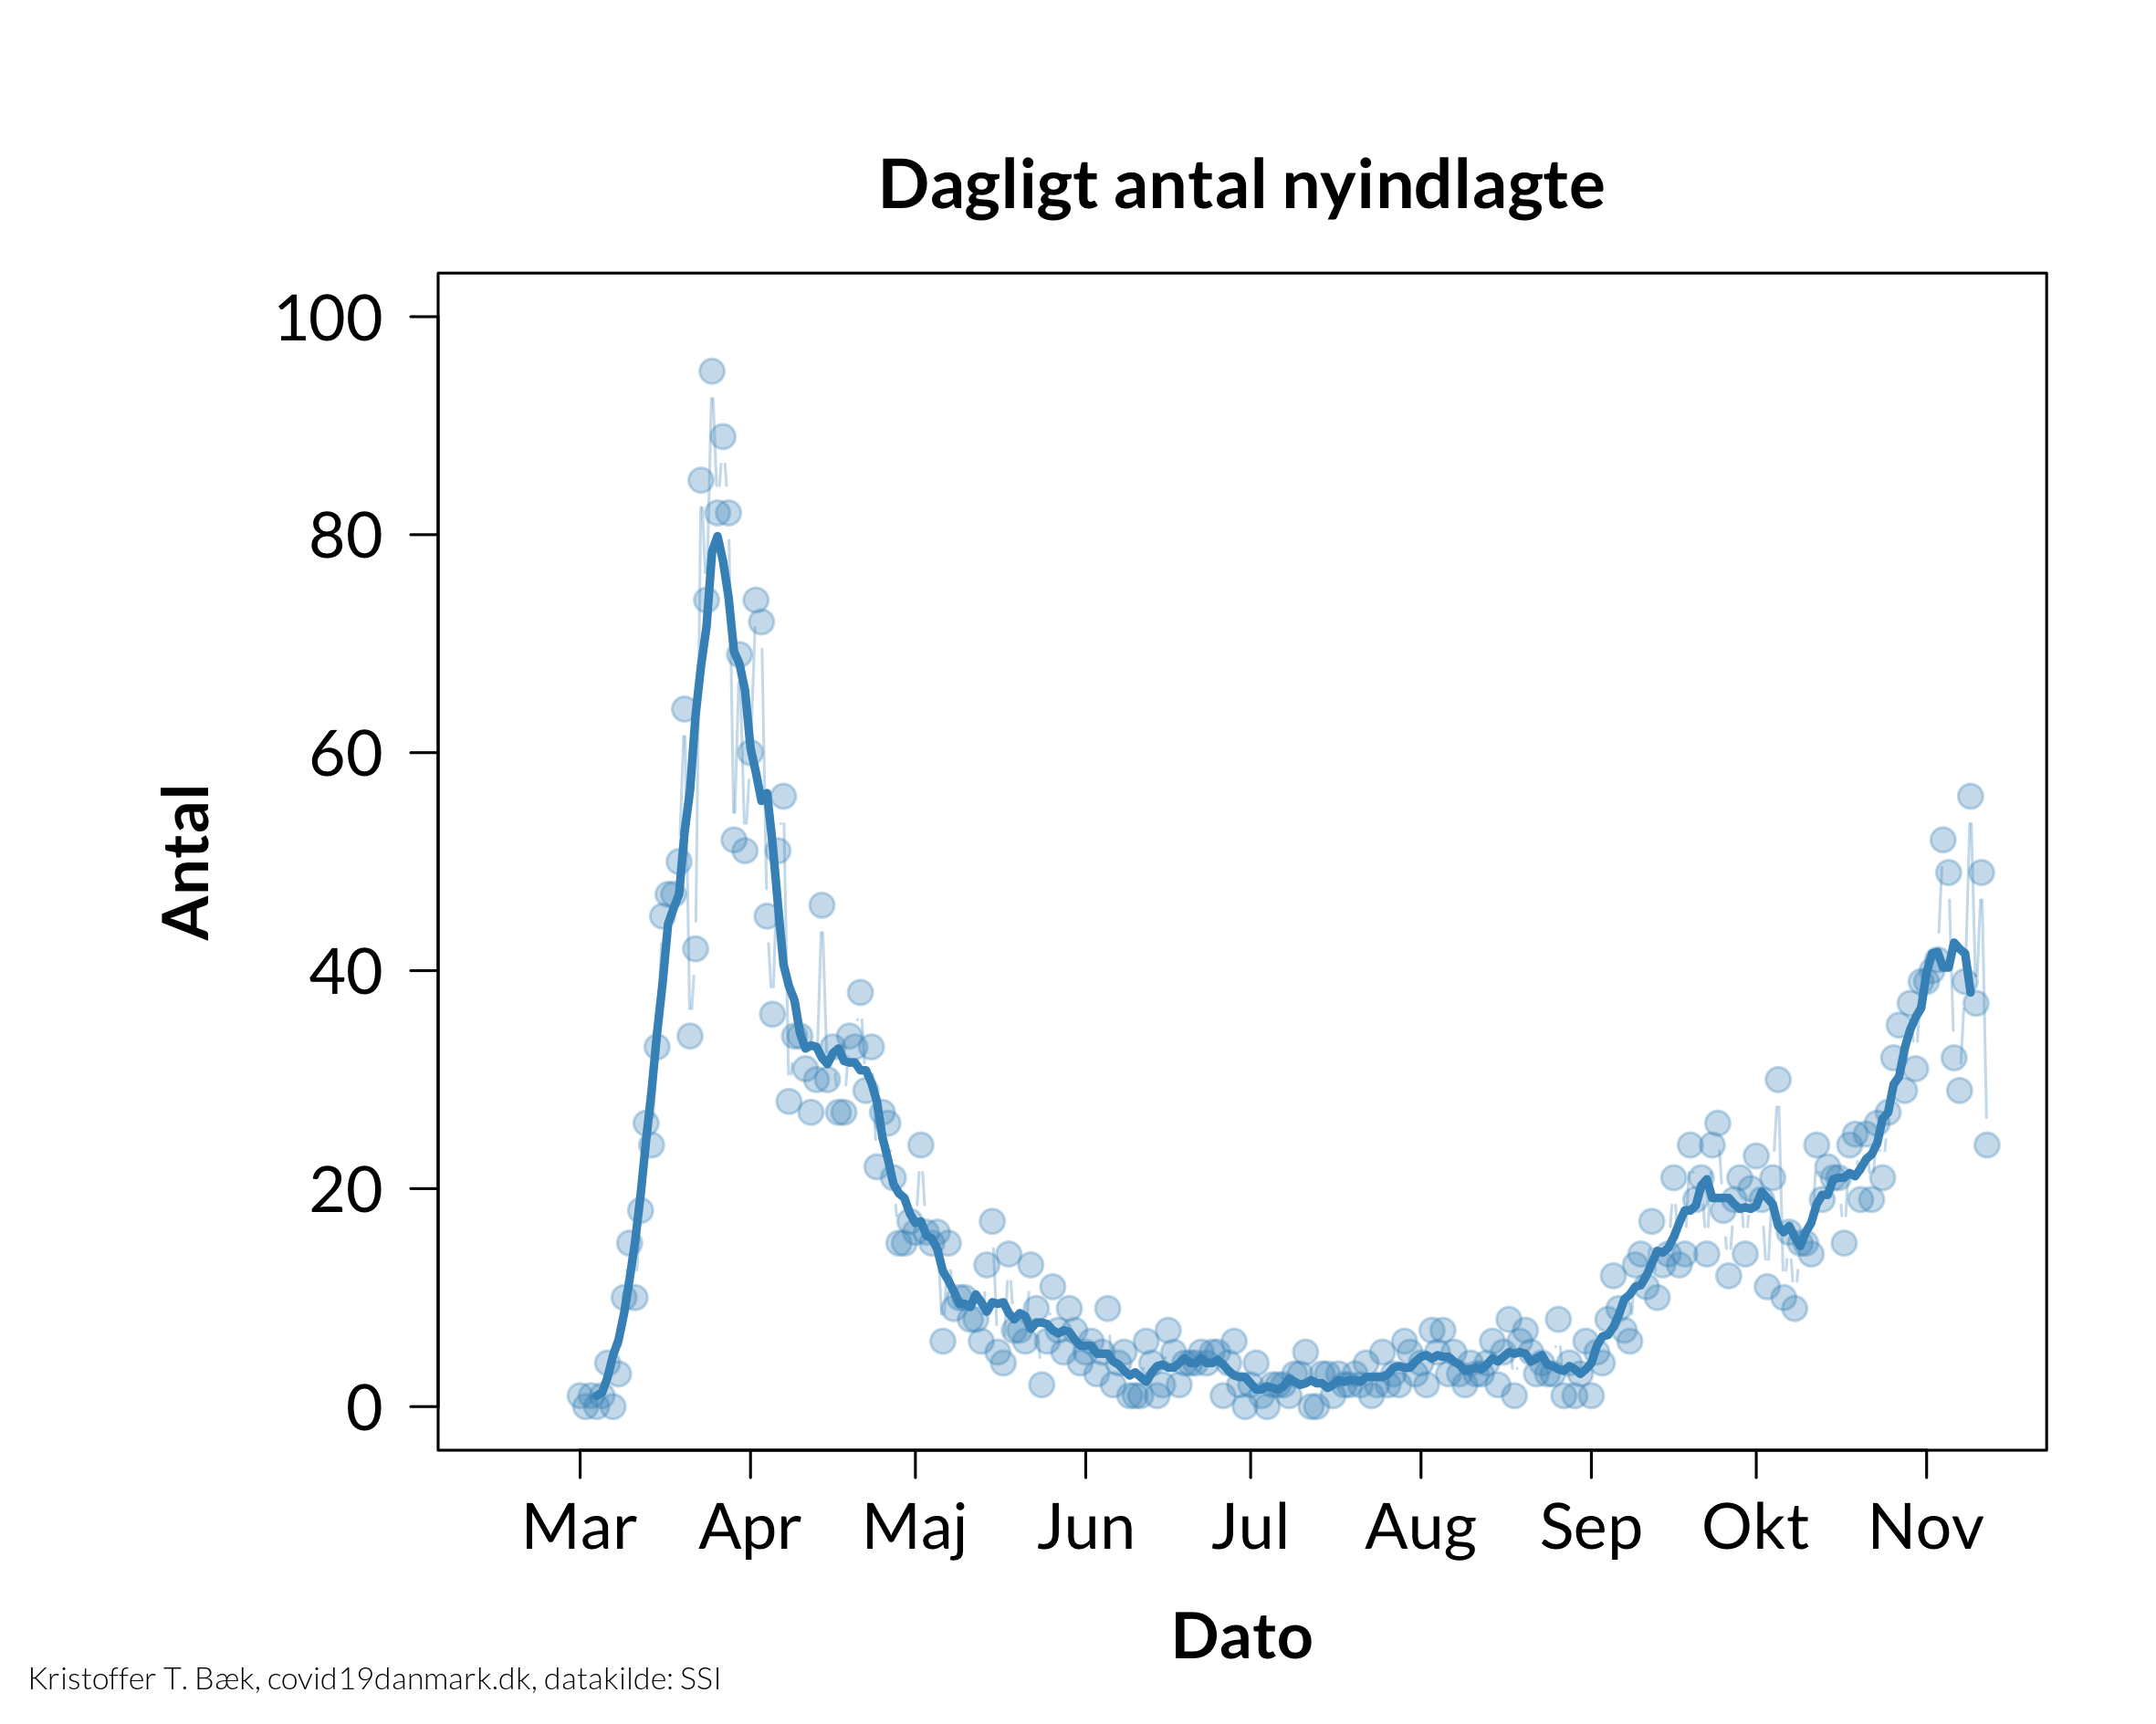 Dagligt antal nyindlagte
100
80
60
40
20
0
Antal
Mar Apr Maj Jun Jul Aug Sep Okt Nov
Dato
Kristoffer T. Bæk, covid19danmark.dk, datakilde: SSI